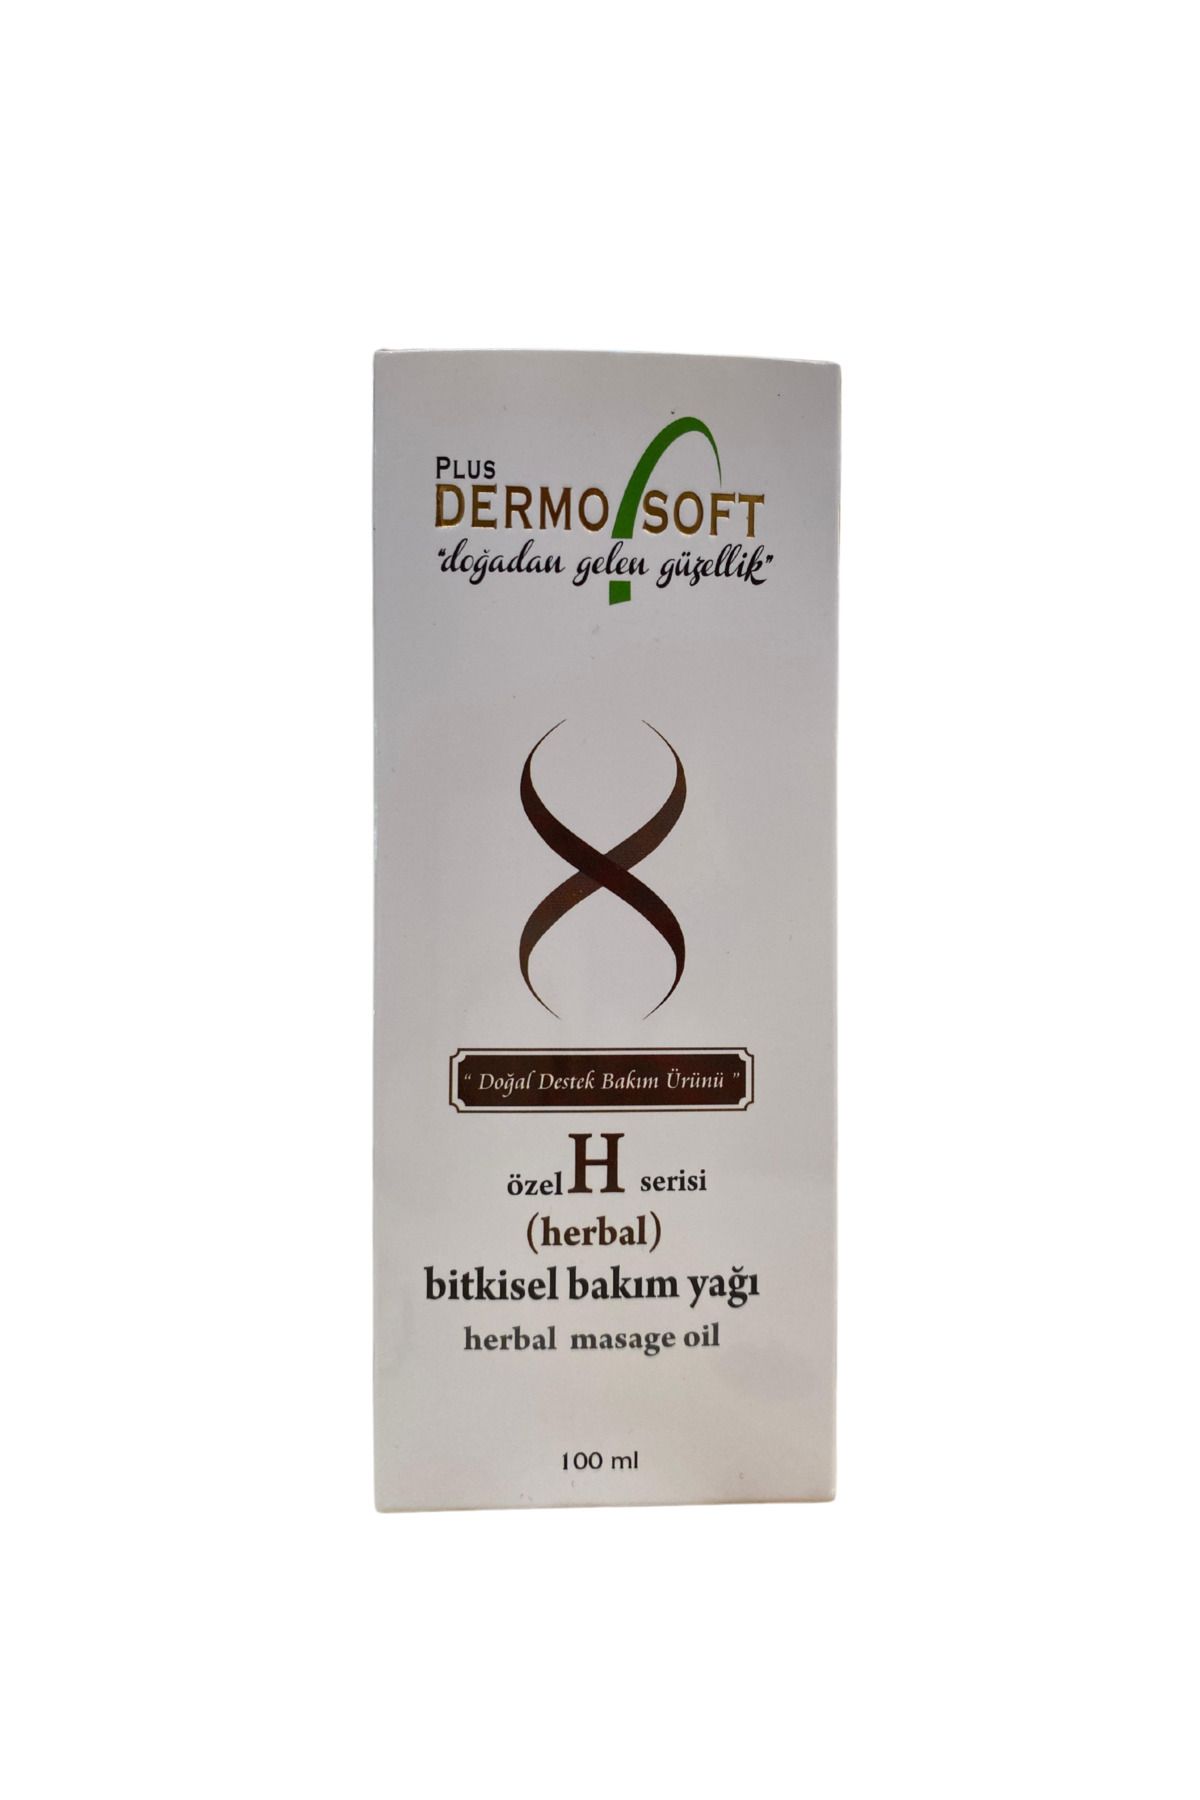 PLUS
DERMO SOFT
"doğadan gelen güzellik"
" Doğal Destek Bakım Ürünü "
özel H serisi
(herbal)
bitkisel bakım yağı
herbal masage oil
100 ml